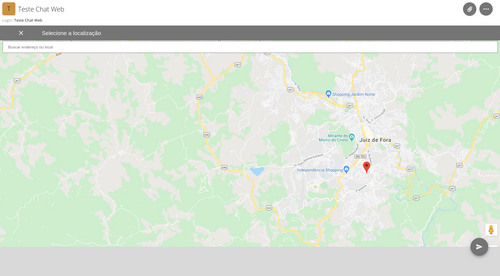 T
Teste Chat Web
Login: Teste Chat Web
Selecione a localização
Buscar endereço ou local
Shopping Jardim Norte
Mirante do
Morro do Cristo
Juiz de Fora
Independência Shopping